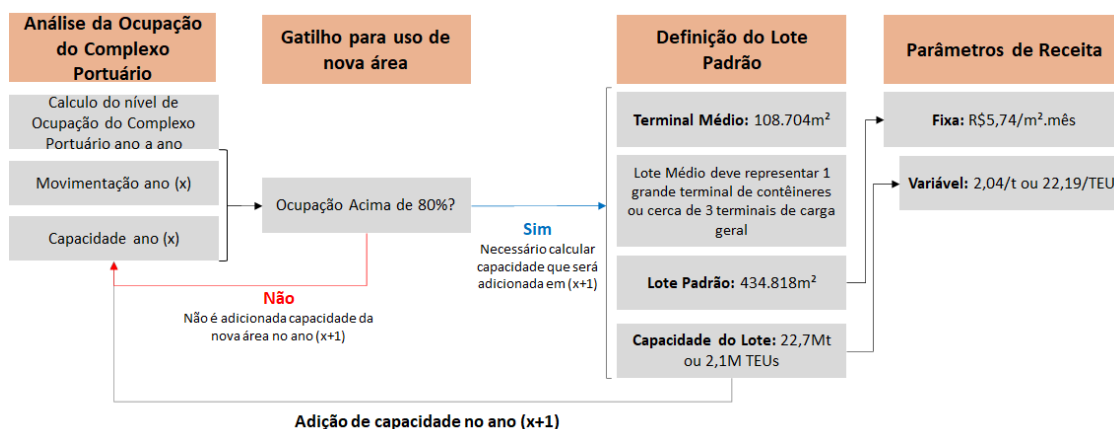 Análise da Ocupação
do Complexo
Portuário
Calculo do nível de
Ocupação do Complexo
Portuário ano a ano
Movimentação ano (x)
Capacidade ano (x)
Gatilho para uso de
nova área
Ocupação Acima de 80%?
Não
Não é adicionada capacidade da
nova área no ano (x+1)
Sim
Necessário calcular
capacidade que será
adicionada em (x+1)
Definição do Lote
Padrão
Terminal Médio: 108.704m²
Lote Médio deve representar 1
grande terminal de contêineres
ou cerca de 3 terminais de carga
geral
Lote Padrão: 434.818m²
Capacidade do Lote: 22,7Mt
ou 2,1M TEUs
Parâmetros de Receita
Fixa: R$5,74/m².mês
Variável: 2,04/t ou 22,19/TEU
Adição de capacidade no ano (x+1)